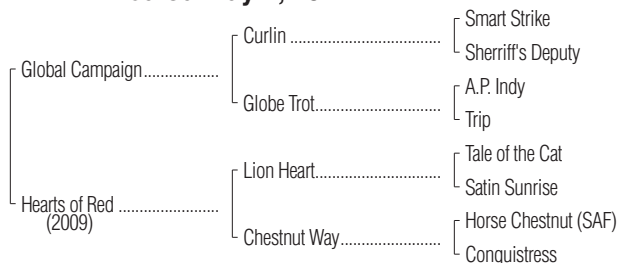 Smart Strike
Curlin
Sherriff's Deputy
Global Campaign
A.P. Indy
Globe Trot
Trip
Tale of the Cat
Lion Heart
Satin Sunrise
Hearts of Red
(2009)
Horse Chestnut (SAF)
Chestnut Way
Conquistress